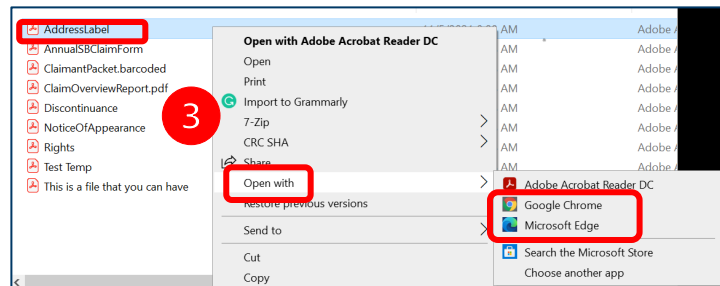 AddressLabel AM Adobe
Open with Adobe Acrobat Reader DC
AnnualSBClaimForm AM Adobe
Open
ClaimantPacket.barcoded AM Adobe
Print
ClaimOverviewReport.pdf AM Adobe
Import to Grammarly
Discontinuance AM Adobe
7-Zip
NoticeOfAppearance AM Adobe
3
CRC SHA
Rights AM Adobe
Share
Test Temp AM Adobe
Open with
This is a file that you can have
Adobe Acrobat Reader DC
Restore previous versions
Google Chrome
Send to
Microsoft Edge
Cut
Search the Microsoft Store
Copy
Choose another app